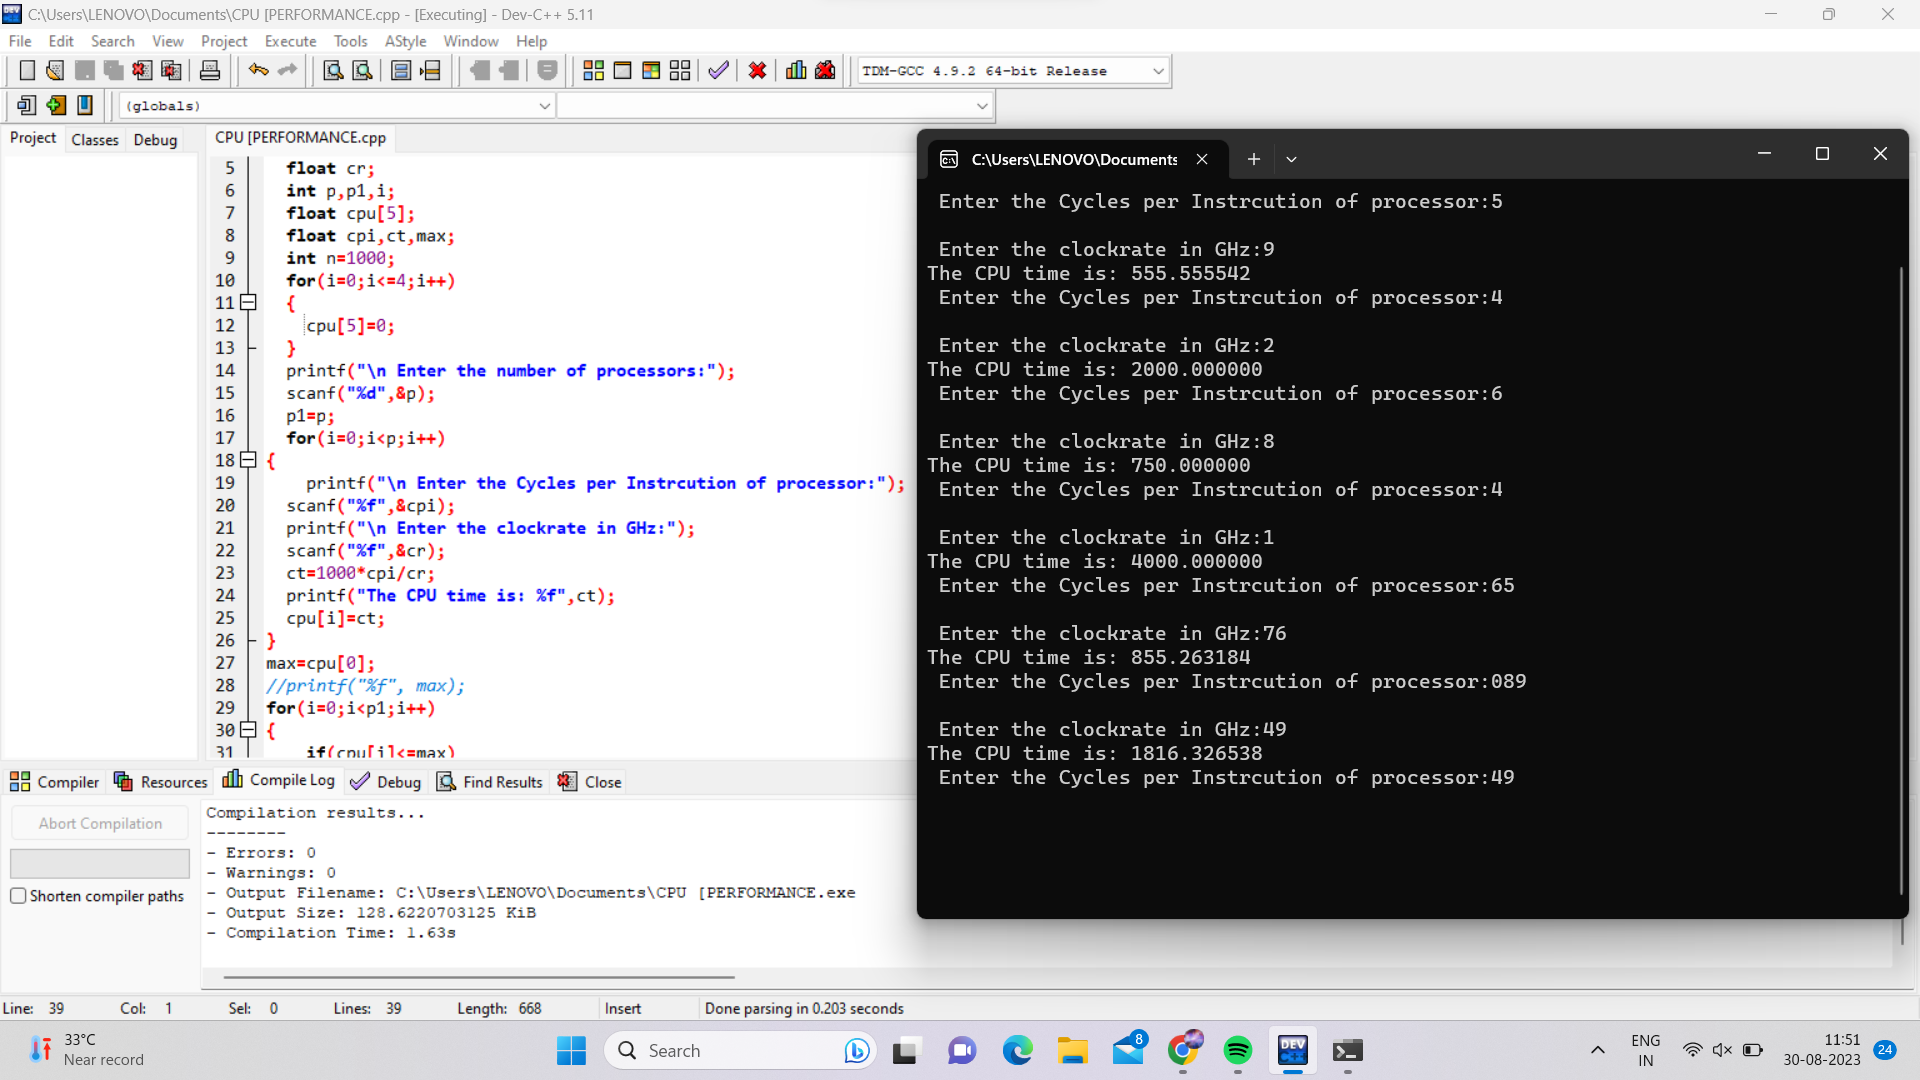 C:\Users\LENOVO\Documents\CPU [PERFORMANCE.cpp - [Executing] - Dev-C++ 5.11
File Edit Search View Project Execute Tools AStyle Window Help
TDM-GCC 4.9.2 64-bit Release
(globals)
Project Classes Debug
CPU [PERFORMANCE.cpp
5 float cr;
6 int p,p1,i;
7 float cpu[5];
8 float cpi,ct,max;
9 int n=1000;
10 for(i=0;i<=4;i++)
11 {
12 cpu[5]=0;
13 }
14 printf("\n Enter the number of processors:");
15 scanf("%d",&p);
16 p1=p;
17 for(i=0;i<p;i++)
18 {
19 printf("\n Enter the Cycles per Instrcution of processor:");
20 scanf("%f",&cpi);
21 printf("\n Enter the clockrate in GHz:");
22 scanf("%f",&cr);
23 ct=1000*cpi/cr;
24 printf("The CPU time is: %f",ct);
25 cpu[i]=ct;
26 }
27 max=cpu[0];
28 //printf("%f", max);
29 for(i=0;i<p1;i++)
30 {
31 if(cpu[i]<=max)
C:\Users\LENOVO\Documents
Enter the Cycles per Instrcution of processor:5
Enter the clockrate in GHz:9
The CPU time is: 555.555542
Enter the Cycles per Instrcution of processor:4
Enter the clockrate in GHz:2
The CPU time is: 2000.000000
Enter the Cycles per Instrcution of processor:6
Enter the clockrate in GHz:8
The CPU time is: 750.000000
Enter the Cycles per Instrcution of processor:4
Enter the clockrate in GHz:1
The CPU time is: 4000.000000
Enter the Cycles per Instrcution of processor:65
Enter the clockrate in GHz:76
The CPU time is: 855.263184
Enter the Cycles per Instrcution of processor:089
Enter the clockrate in GHz:49
The CPU time is: 1816.326538
Enter the Cycles per Instrcution of processor:49
Compiler Resources Compile Log Debug Find Results Close
Abort Compilation
Shorten compiler paths
Compilation results...
--------
- Errors: 0
- Warnings: 0
- Output Filename: C:\Users\LENOVO\Documents\CPU [PERFORMANCE.exe
- Output Size: 128.6220703125 KiB
- Compilation Time: 1.63s
Line: 39 Col: 1 Sel: 0 Lines: 39 Length: 668 Insert Done parsing in 0.203 seconds
33°C
Near record
Search
8
DEV
C++
ENG
IN
11:51
30-08-2023
24